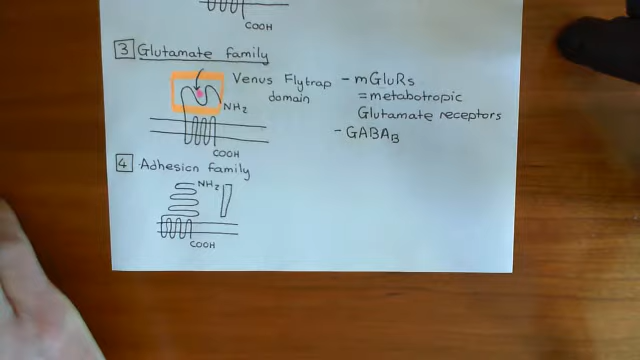 COOH
3 Glutamate family
Venus Flytrap
domain
NH2
COOH
- mGluRs
= metabotropic
Glutamate receptors
- GABAB
4 Adhesion family
NH2
COOH